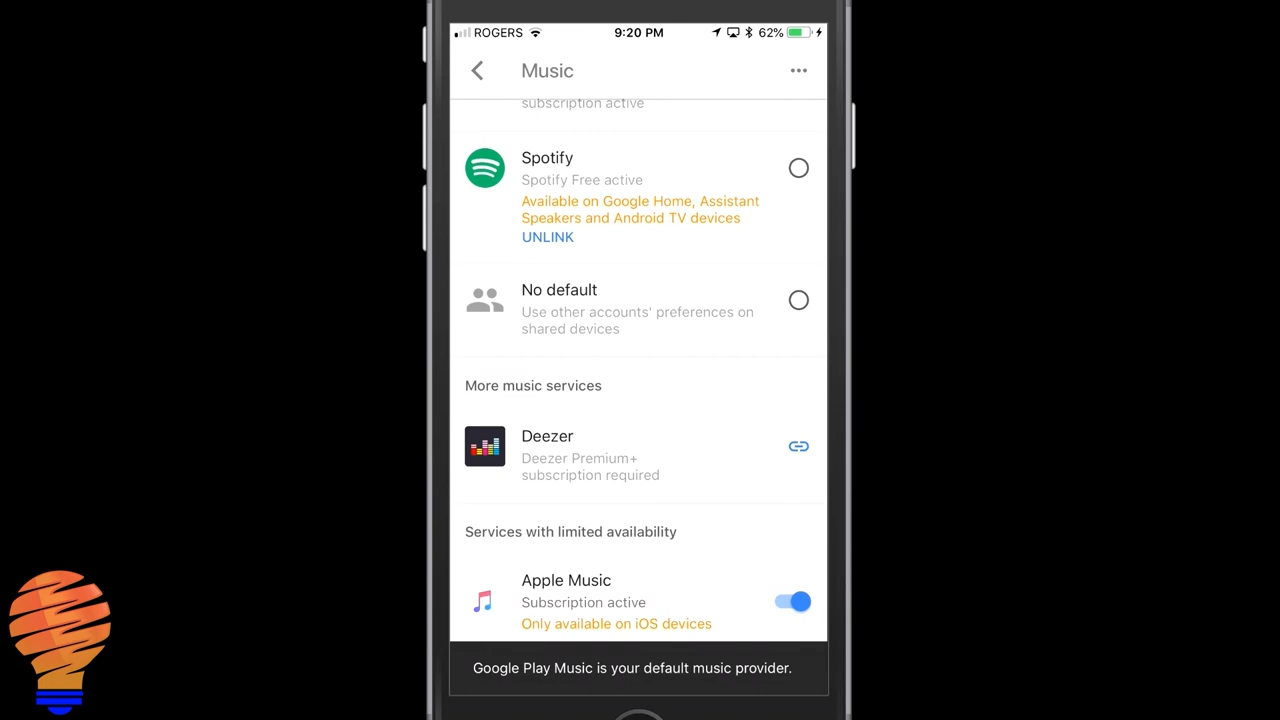 ROGERS 9:20 PM 62%
Music
subscription active
Spotify
Spotify Free active
Available on Google Home, Assistant
Speakers and Android TV devices
UNLINK
No default
Use other accounts' preferences on
shared devices
More music services
Deezer
Deezer Premium+
subscription required
Services with limited availability
Apple Music
Subscription active
Only available on iOS devices
Google Play Music is your default music provider.